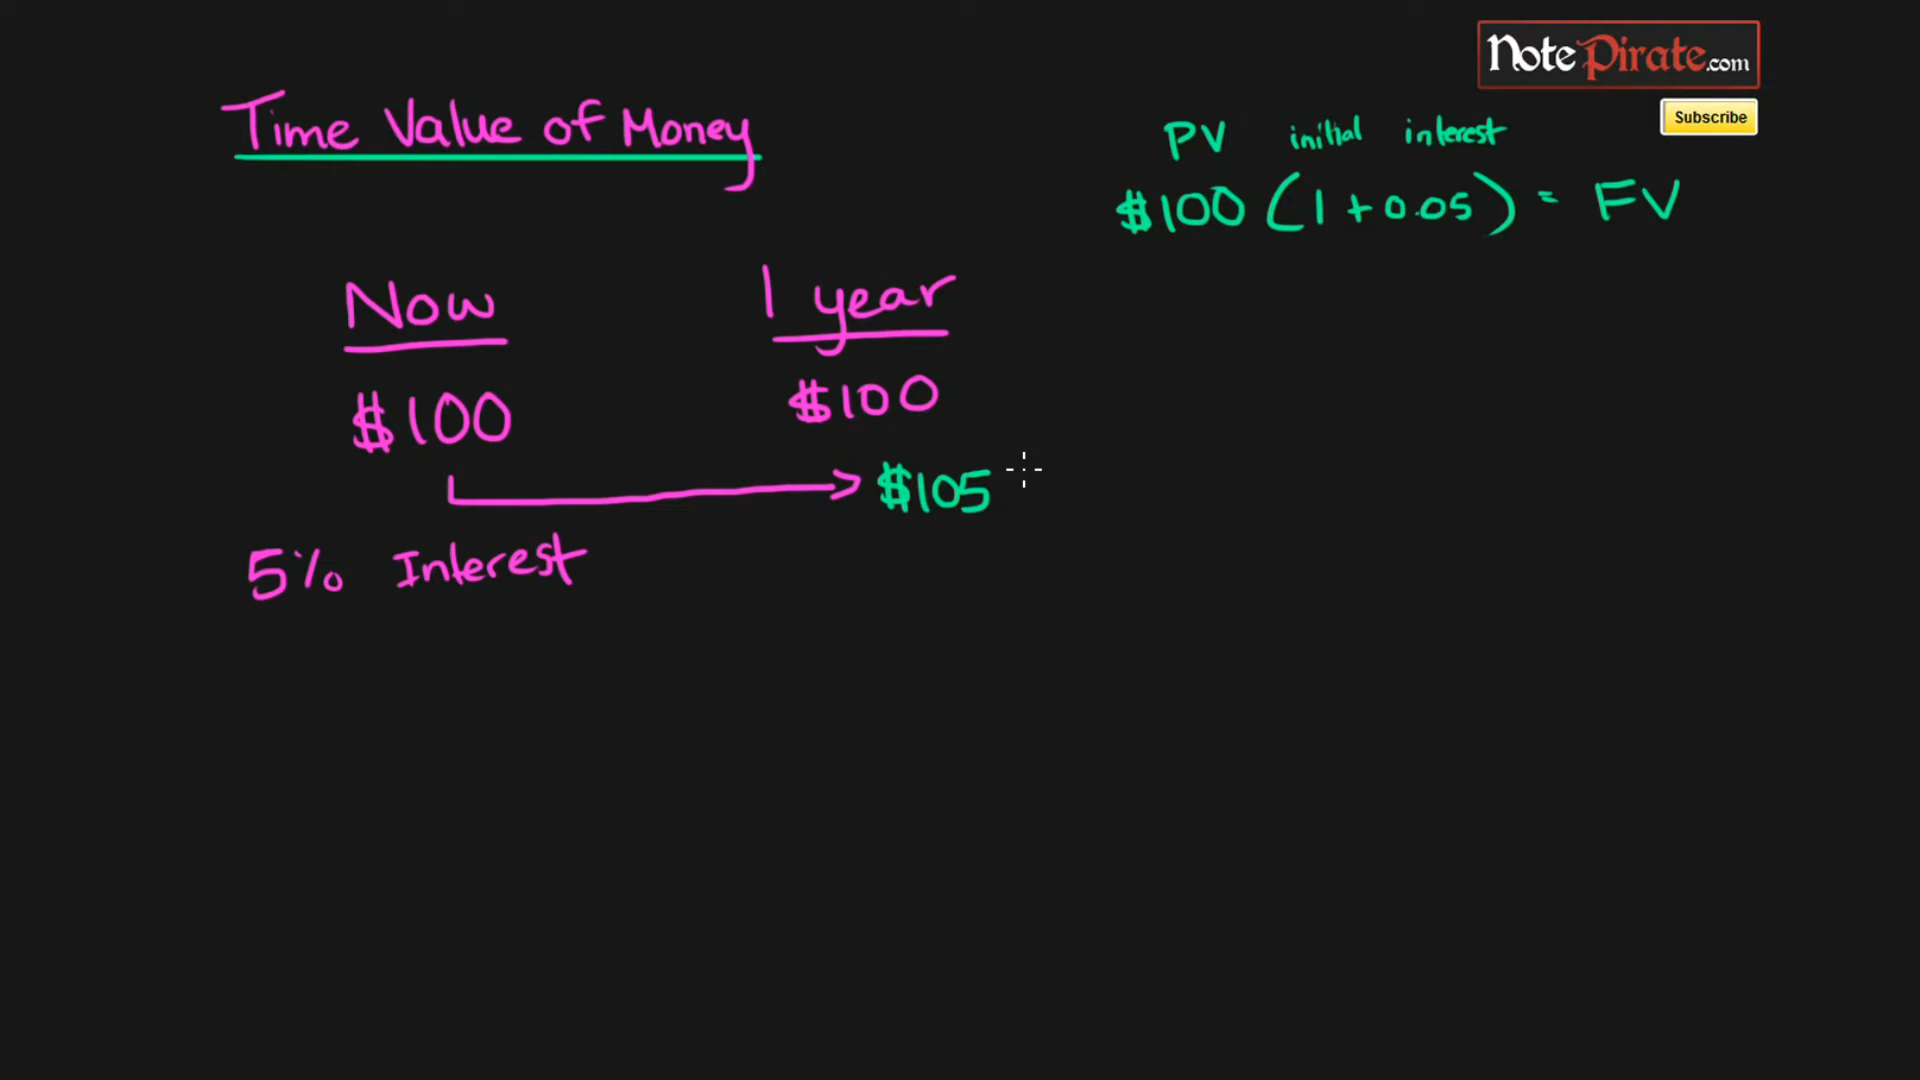 NotePirate.com
Subscribe
Time Value of Money
PV initial interest
$100 (1+0.05) = FV
Now 1 year
$100 $100
$105
5% Interest